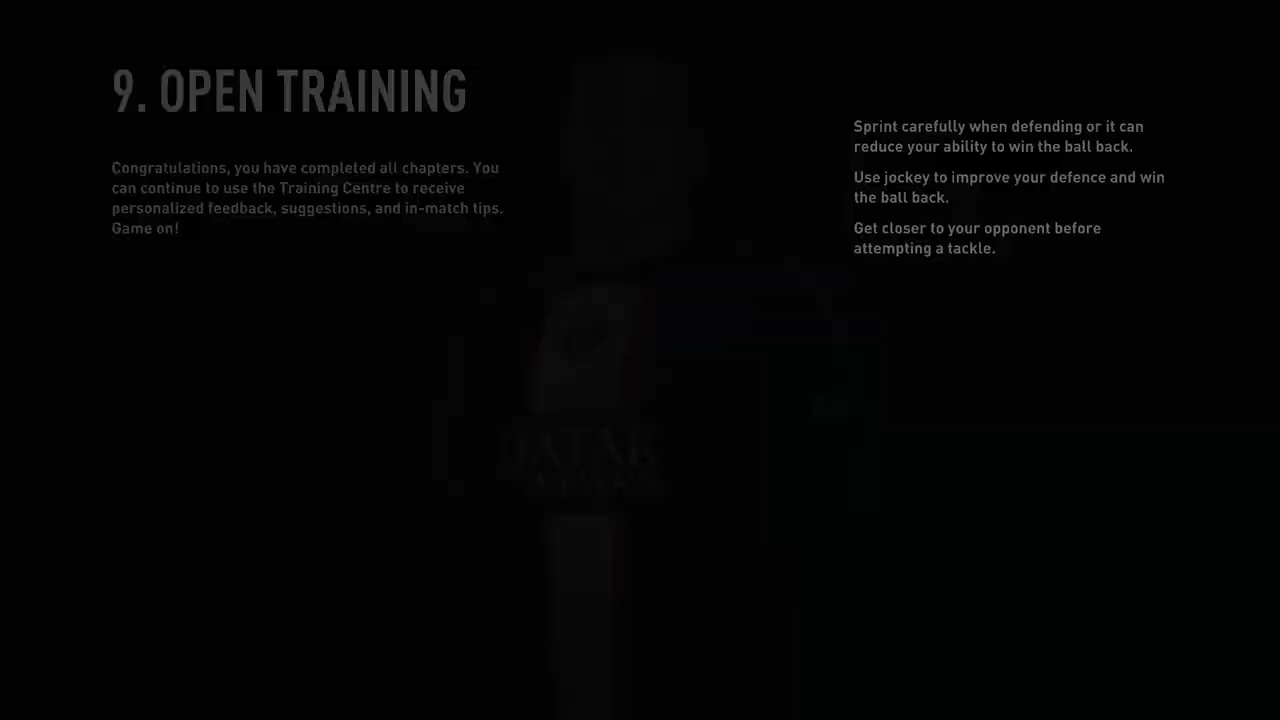 9. OPEN TRAINING
Congratulations, you have completed all chapters. You
can continue to use the Training Centre to receive
personalized feedback, suggestions, and in-match tips.
Game on!
Sprint carefully when defending or it can
reduce your ability to win the ball back.
Use jockey to improve your defence and win
the ball back.
Get closer to your opponent before
attempting a tackle.
QATAR
AIRWAYS